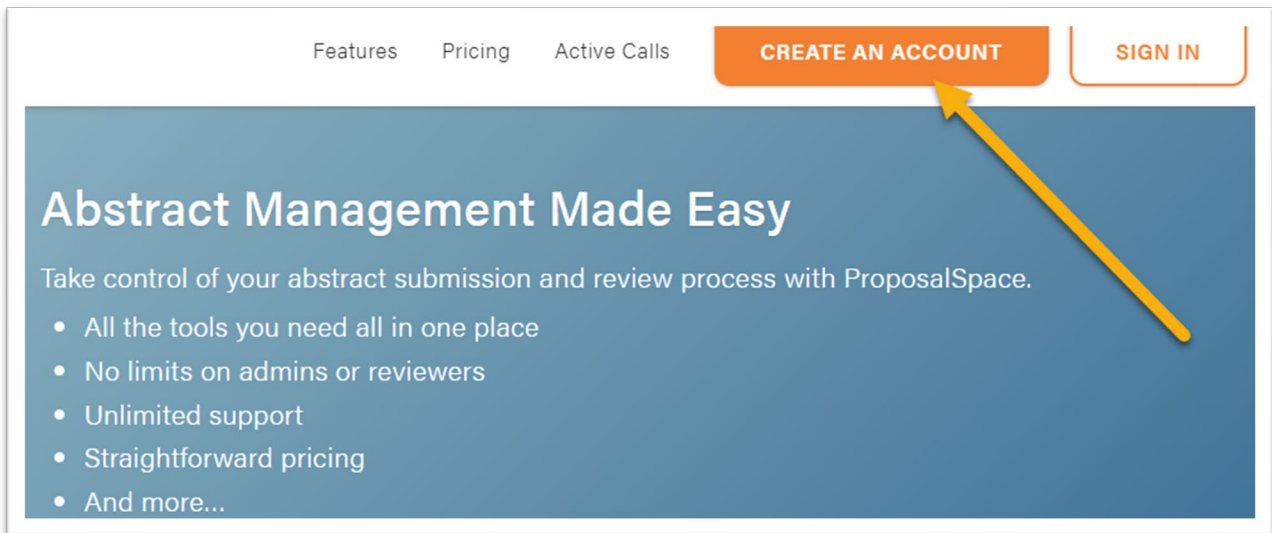 Features Pricing Active Calls CREATE AN ACCOUNT SIGN IN
Abstract Management Made Easy
Take control of your abstract submission and review process with ProposalSpace.
• All the tools you need all in one place
• No limits on admins or reviewers
• Unlimited support
• Straightforward pricing
• And more...